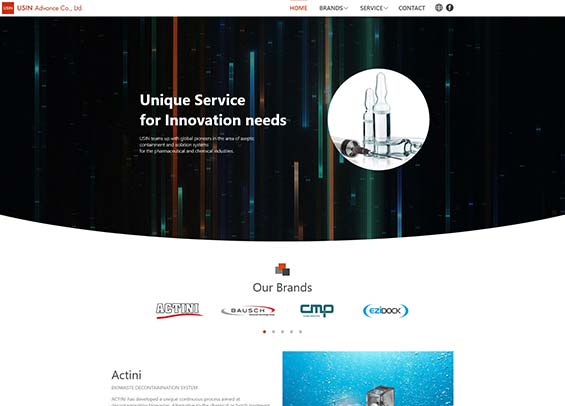 USIN USIN Advance Co., Ltd.
HOME BRANDS SERVICE CONTACT
Unique Service
for Innovation needs
USIN teams up with global pioneers in the area of aseptic
containment and isolation systems
for the pharmaceutical and chemical industries.
Our Brands
ACTINI BAUSCH cmp EZIDOCK
Actini
BIOWASTE DECONTAMINATION SYSTEM
ACTINI has developed a unique continuous process aimed at